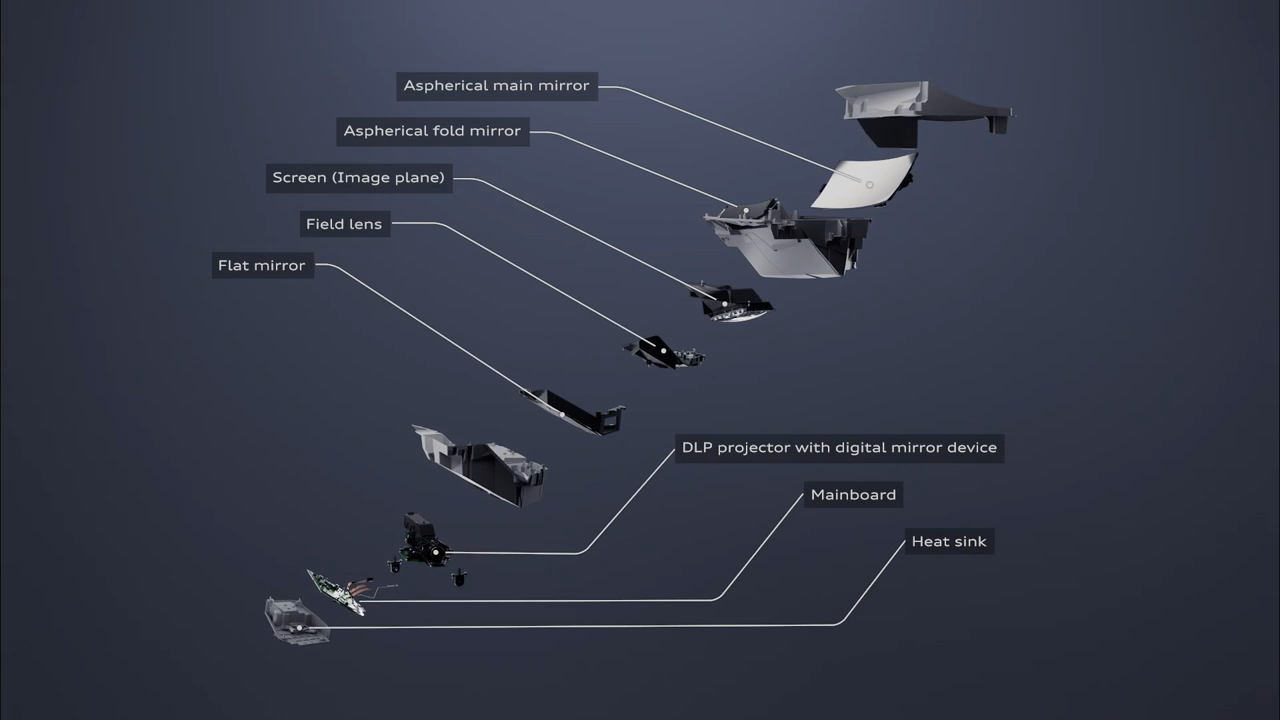 Aspherical main mirror
Aspherical fold mirror
Screen (Image plane)
Field lens
Flat mirror
DLP projector with digital mirror device
Mainboard
Heat sink